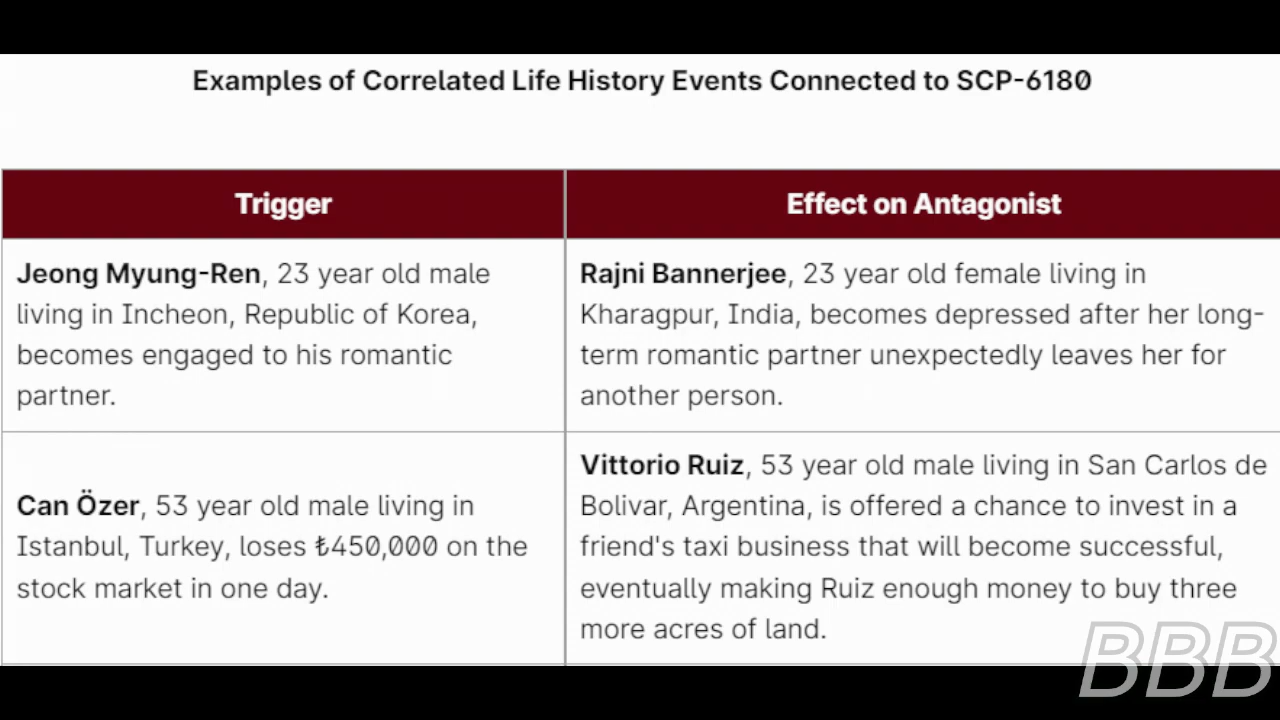 Examples of Correlated Life History Events Connected to SCP-6180
Trigger
Effect on Antagonist
Jeong Myung-Ren, 23 year old male
living in Incheon, Republic of Korea,
becomes engaged to his romantic
partner.
Rajni Bannerjee, 23 year old female living in
Kharagpur, India, becomes depressed after her long-
term romantic partner unexpectedly leaves her for
another person.
Can Özer, 53 year old male living in
Istanbul, Turkey, loses ₺450,000 on the
stock market in one day.
Vittorio Ruiz, 53 year old male living in San Carlos de
Bolivar, Argentina, is offered a chance to invest in a
friend's taxi business that will become successful,
eventually making Ruiz enough money to buy three
more acres of land.
BBB